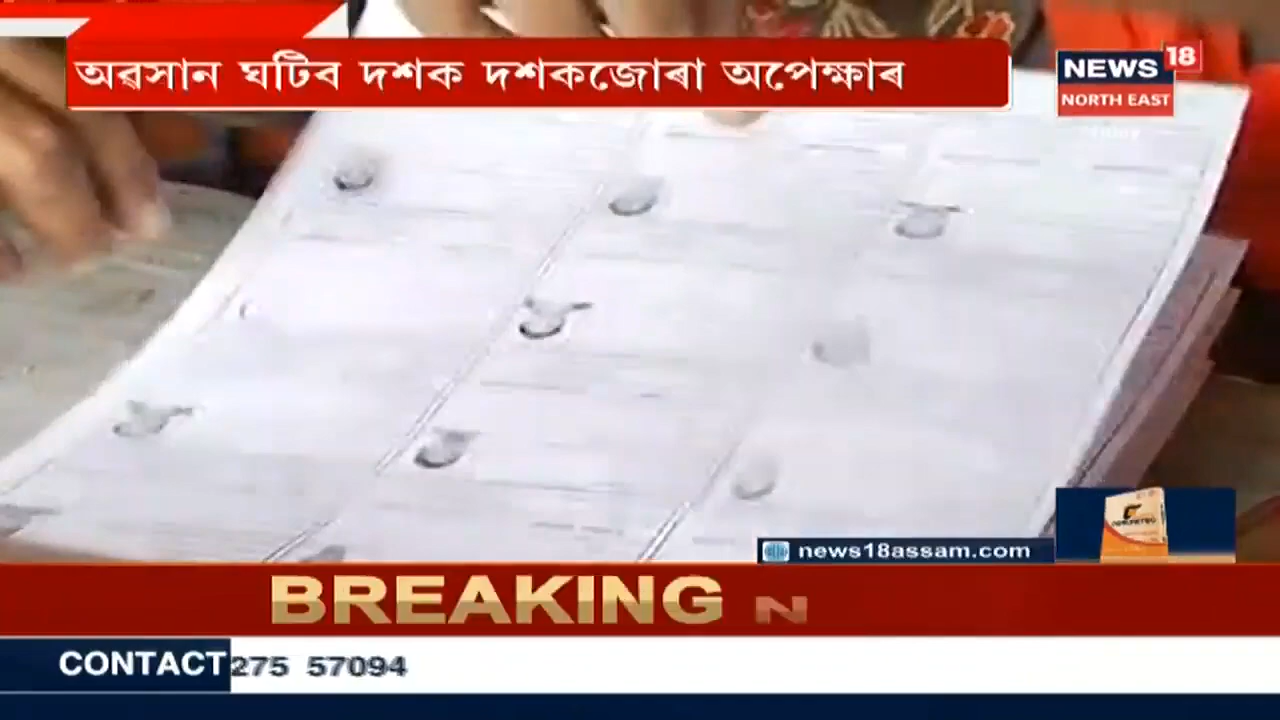 অৱসান ঘটিব দশক দশকজোৰা অপেক্ষাৰ
NEWS 18
NORTH EAST
news18assam.com
BREAKING N
CONTACT 275 57094